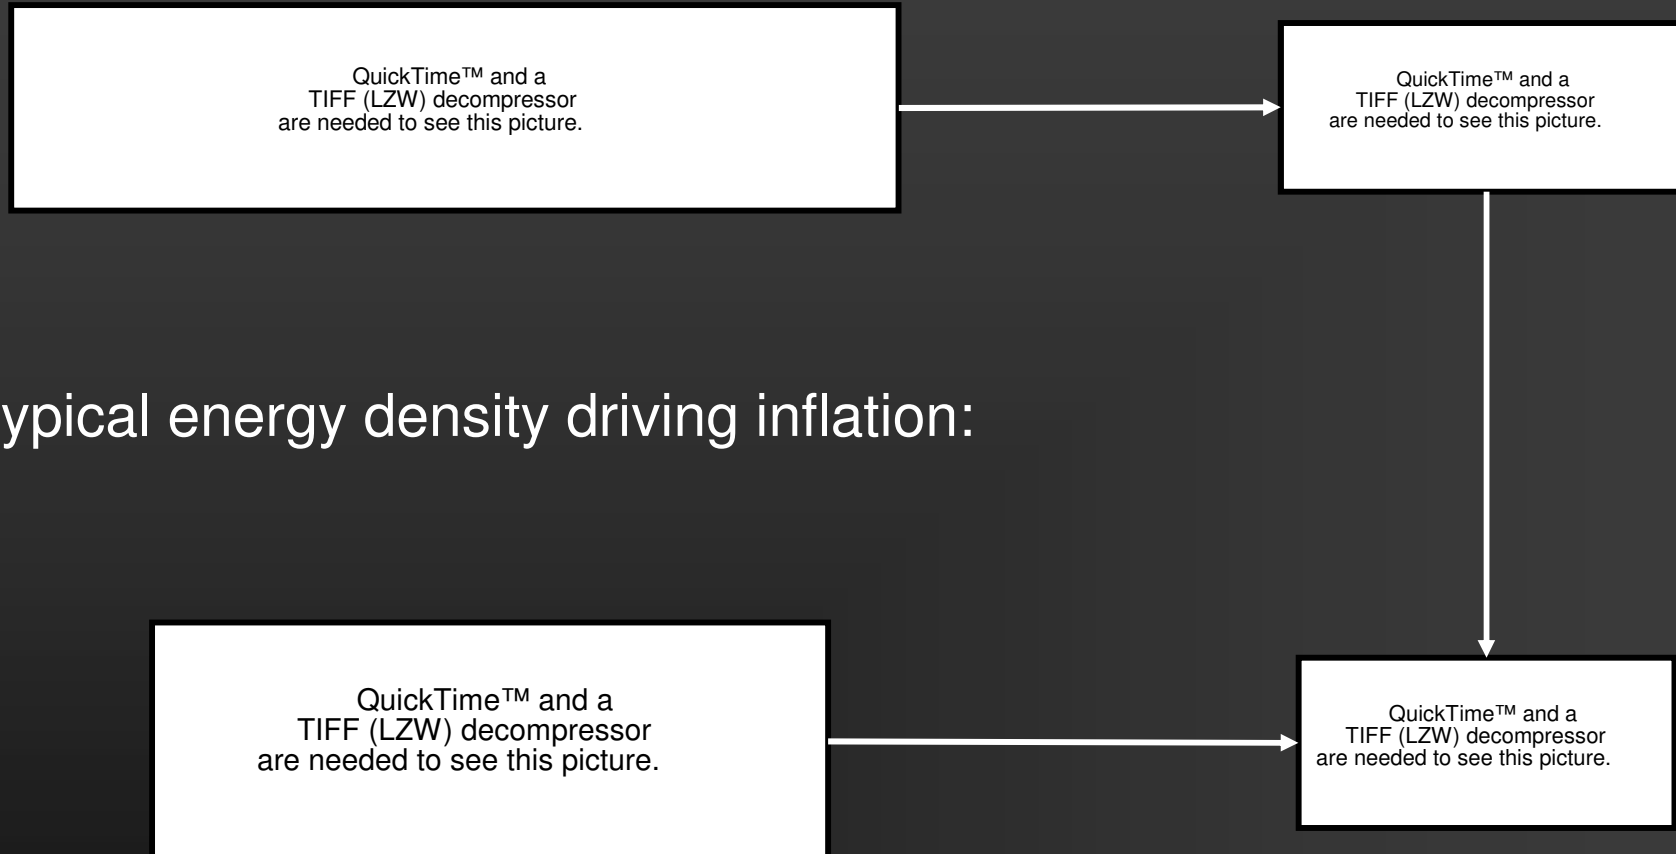 QuickTime™ and a
TIFF (LZW) decompressor
are needed to see this picture.
QuickTime™ and a
TIFF (LZW) decompressor
are needed to see this picture.
ypical energy density driving inflation:
QuickTime™ and a
TIFF (LZW) decompressor
are needed to see this picture.
QuickTime™ and a
TIFF (LZW) decompressor
are needed to see this picture.